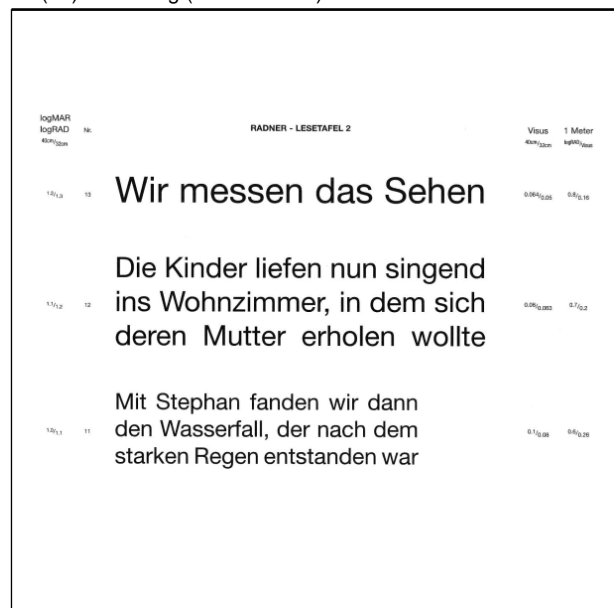 logMAR
logRAD Nr. RADNER - LESETAFEL 2 Visus 1 Meter
40cm/32cm 40cm/32cm logRAD/Visus
1.2/1.3 13 Wir messen das Sehen 0.064/0.05 0.8/0.16
Die Kinder liefen nun singend
1.1/1.2 12 ins Wohnzimmer, in dem sich 0.08/0.063 0.7/0.2
deren Mutter erholen wollte
Mit Stephan fanden wir dann
1.0/1.1 11 den Wasserfall, der nach dem 0.1/0.08 0.6/0.26
starken Regen entstanden war